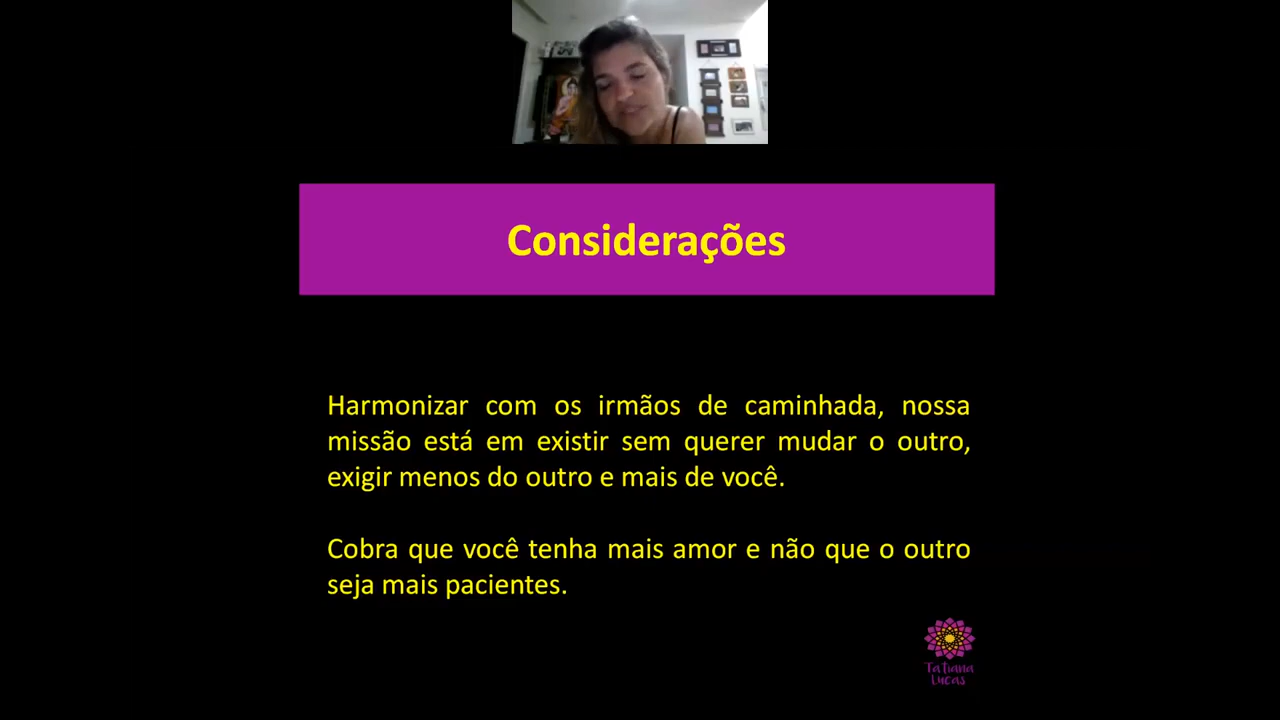 Considerações
Harmonizar com os irmãos de caminhada, nossa
missão está em existir sem querer mudar o outro,
exigir menos do outro e mais de você.
Cobra que você tenha mais amor e não que o outro
seja mais pacientes.
Tatiana
Lucas